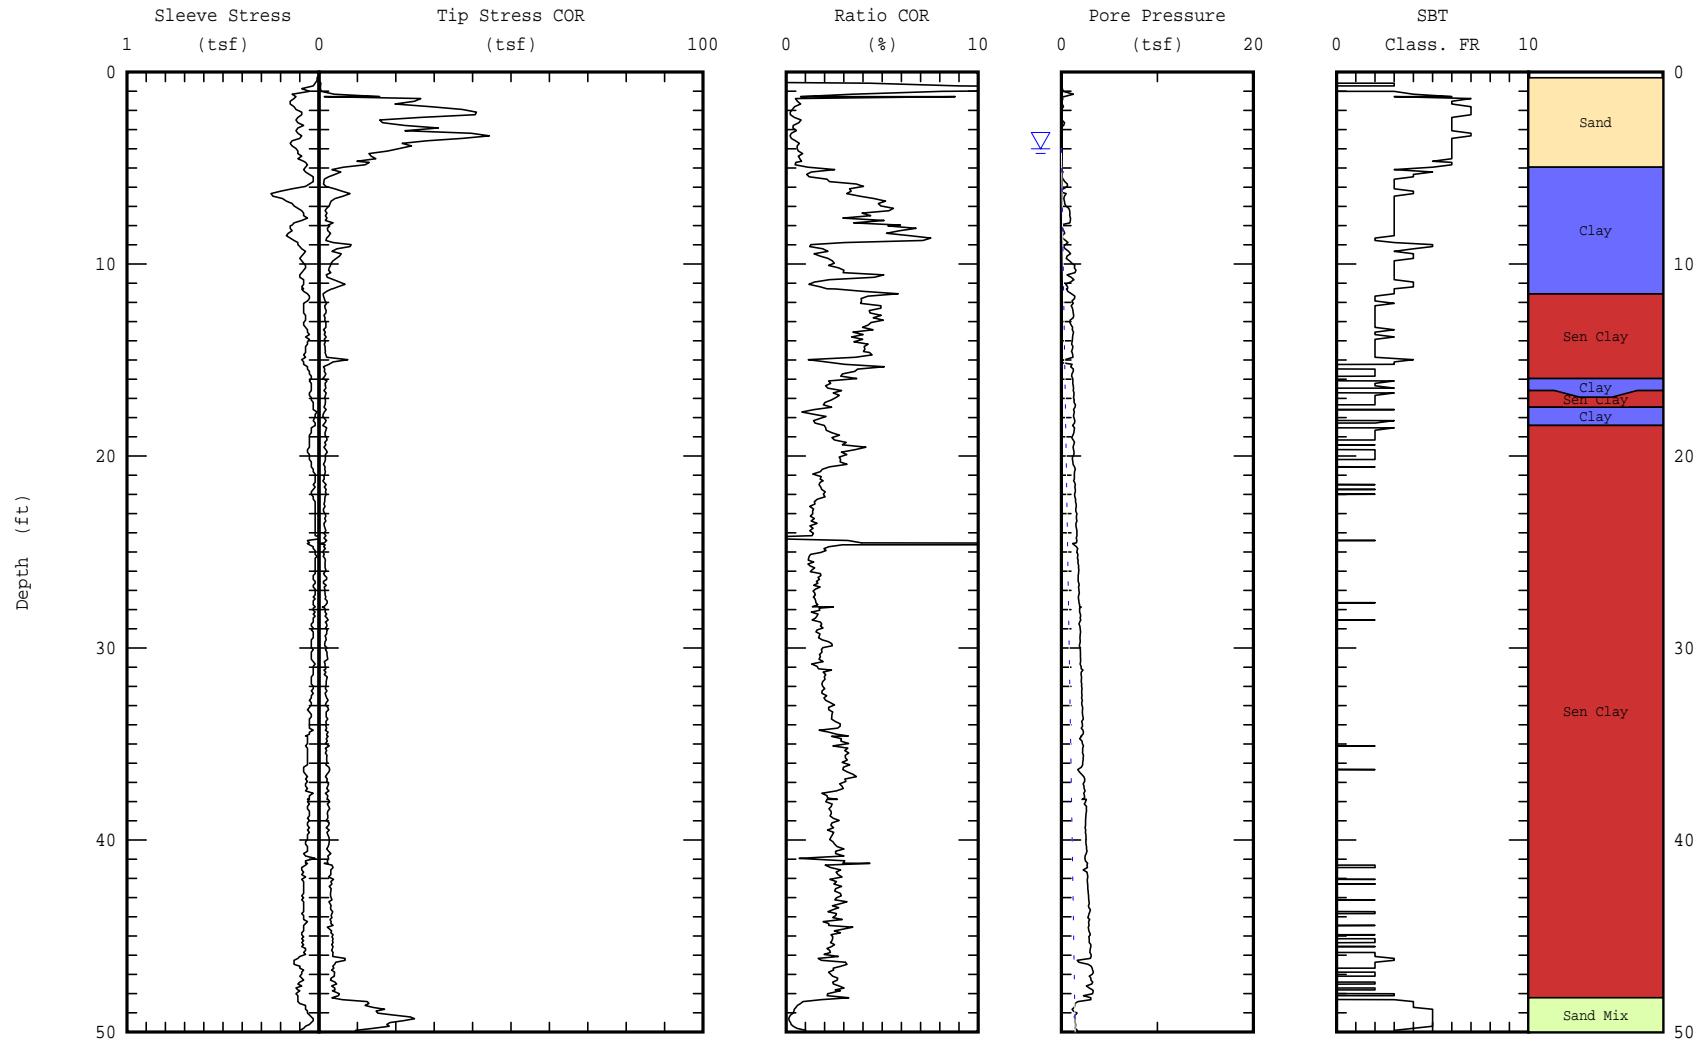 Sleeve Stress Tip Stress COR Ratio COR Pore Pressure SBT
(tsf) (tsf) (%) (tsf) Class. FR
1 0 100 0 10 0 20 0 10
0 0
Sand
Clay
10 10
Sen Clay
Clay
Sen Clay
Clay
20 20
Depth (ft)
30 30
Sen Clay
40 40
Sand Mix
50 50